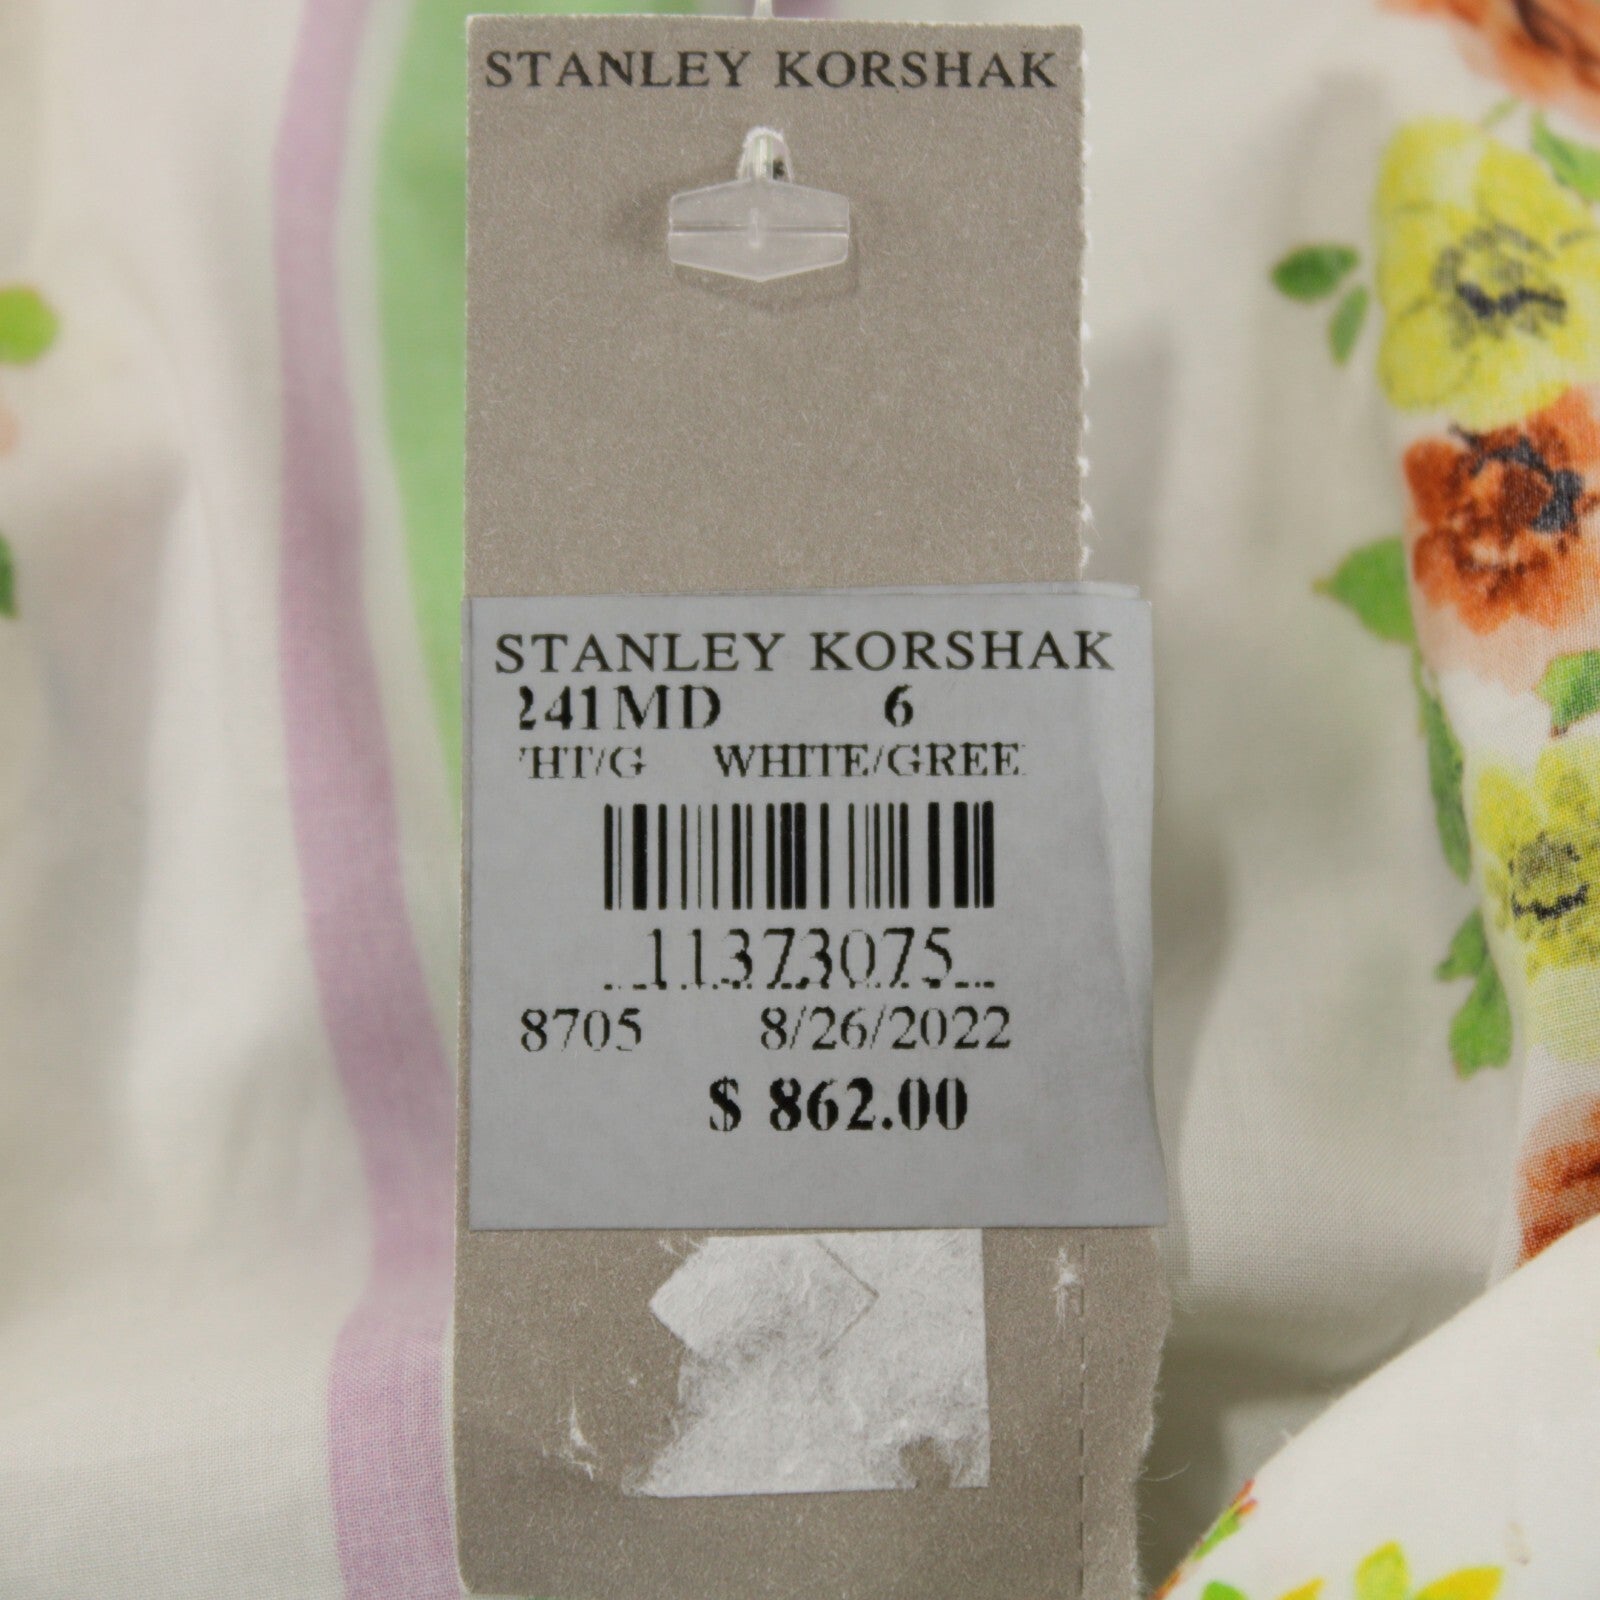 STANLEY KORSHAK
STANLEY KORSHAK
241MD 6
HT/G WHITE/GREE
11373075
8705 8/26/2022
$ 862.00